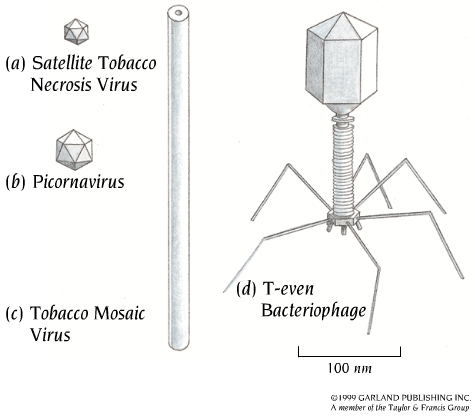 (a) Satellite Tobacco
Necrosis Virus
(b) Picornavirus
(c) Tobacco Mosaic
Virus
(d) T-even
Bacteriophage
100 nm
©1999 GARLAND PUBLISHING INC.
A member of the Taylor & Francis Group